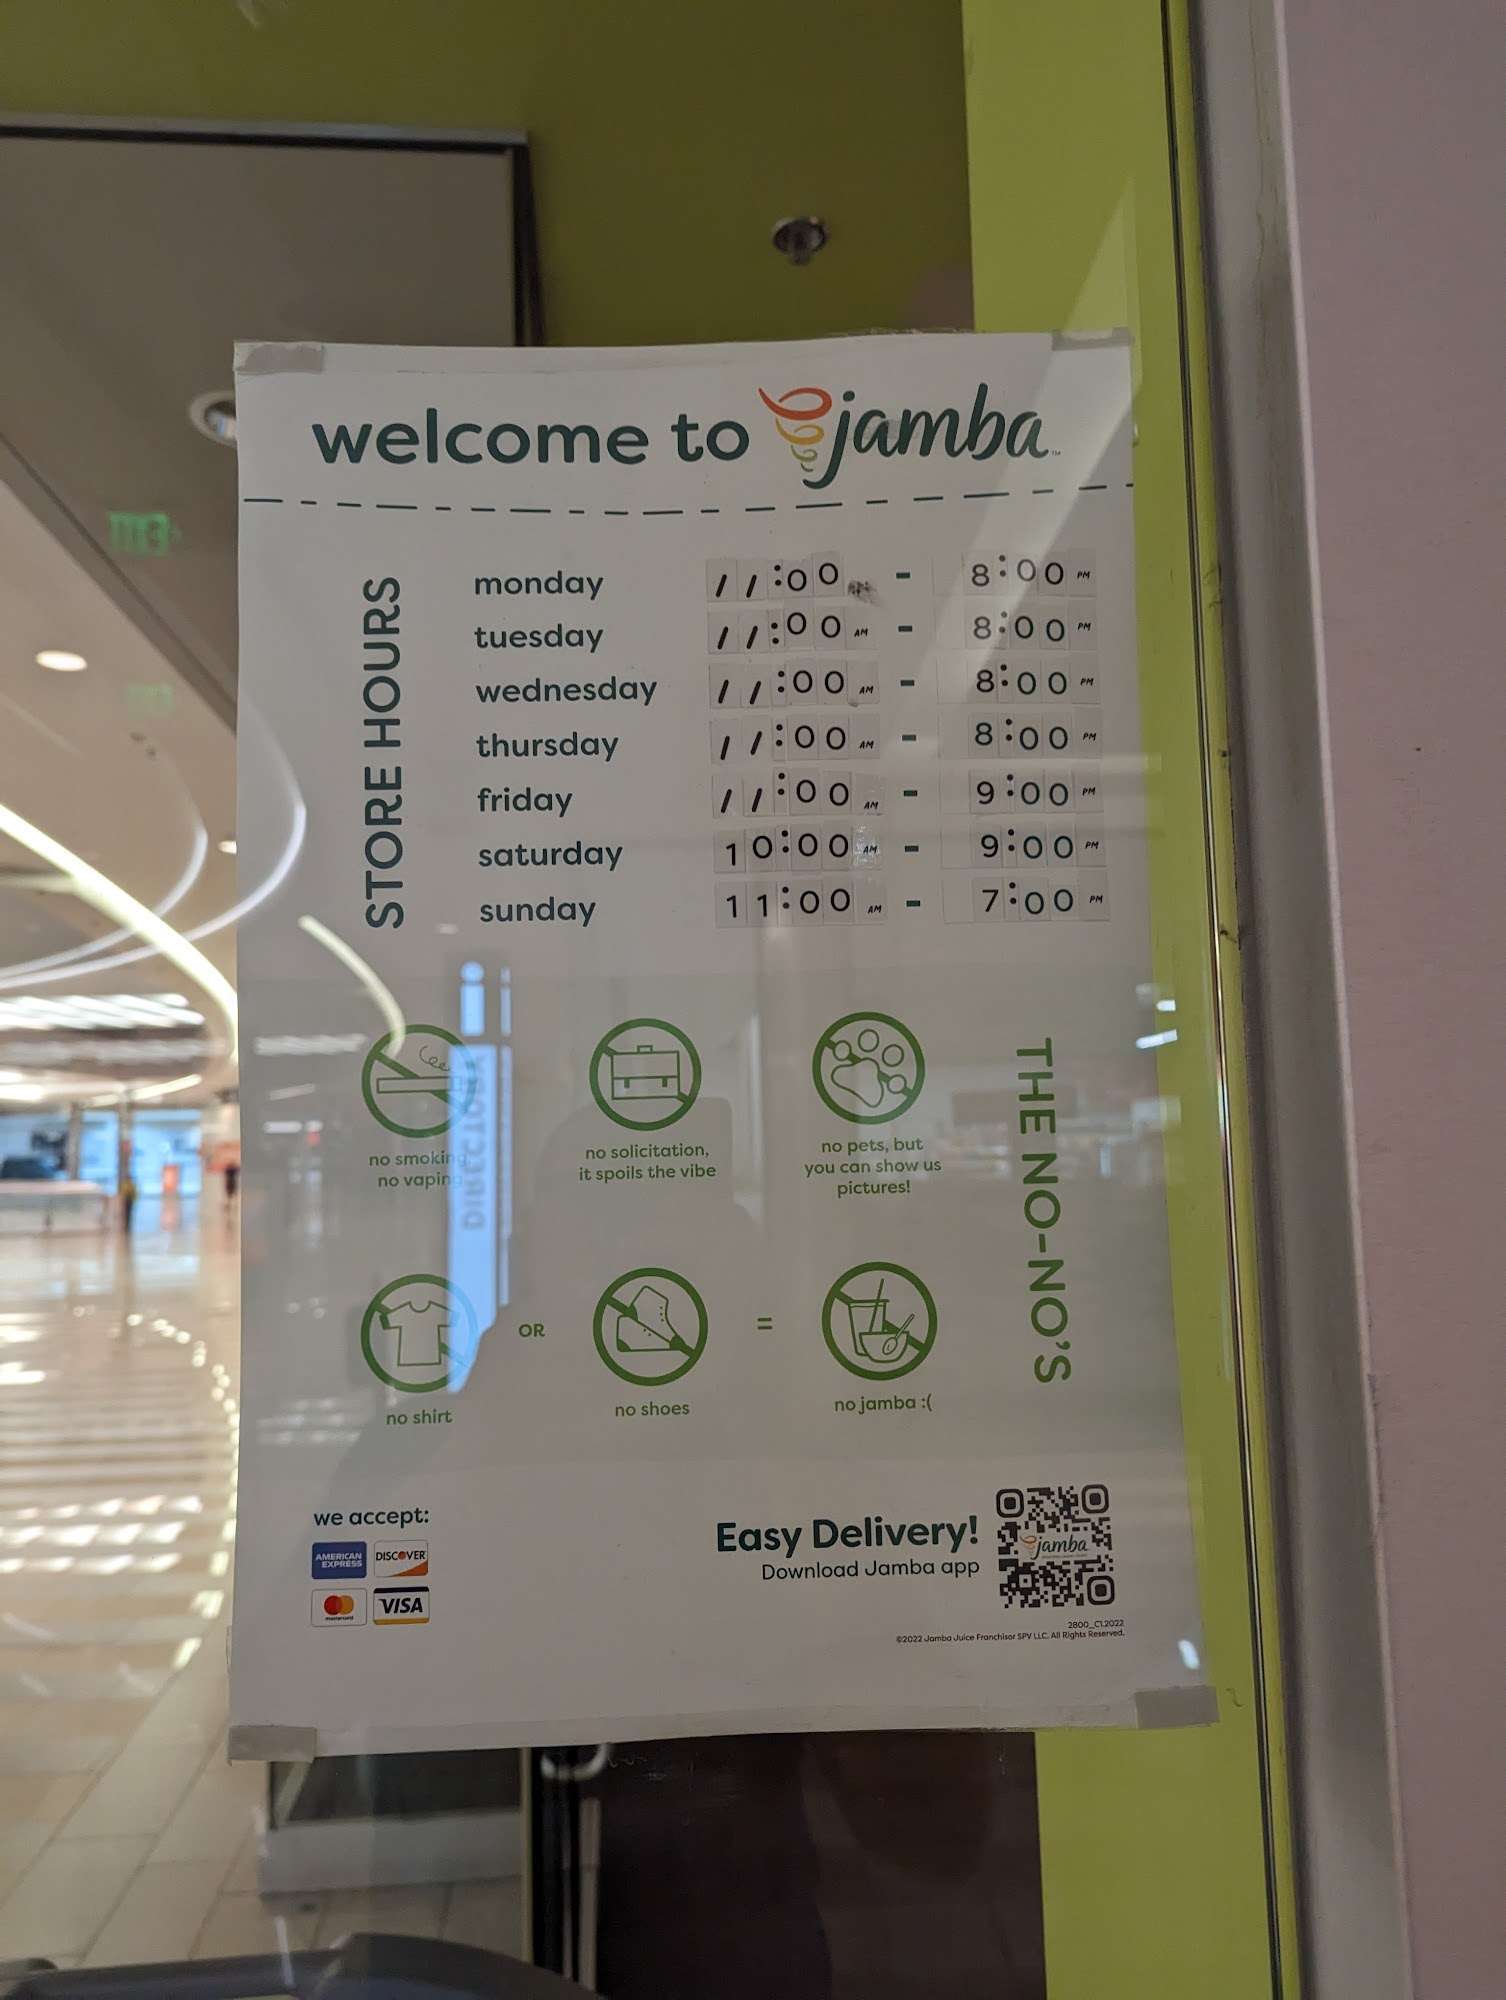 welcome to jamba™
STORE HOURS
monday 11:00 - 8:00 PM
tuesday 11:00 AM - 8:00 PM
wednesday 11:00 AM - 8:00 PM
thursday 11:00 AM - 8:00 PM
friday 11:00 AM - 9:00 PM
saturday 10:00 AM - 9:00 PM
sunday 11:00 AM - 7:00 PM
THE NO-NO'S
no smoking,
no vaping
no solicitation,
it spoils the vibe
no pets, but
you can show us
pictures!
no shirt
OR
no shoes
=
no jamba :(
we accept:
AMERICAN EXPRESS
DISCOVER
mastercard
VISA
Easy Delivery!
Download Jamba app
jamba
2800_C1.2022
©2022 Jamba Juice Franchisor SPV LLC. All Rights Reserved.
DIRECTORY